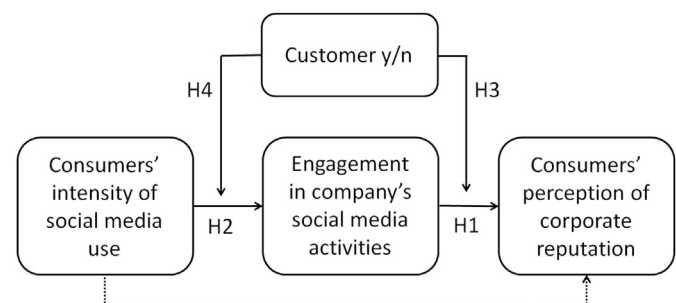 Customer y/n
H4
H3
Consumers'
intensity of
social media
use
H2
Engagement
in company's
social media
activities
H1
Consumers'
perception of
corporate
reputation